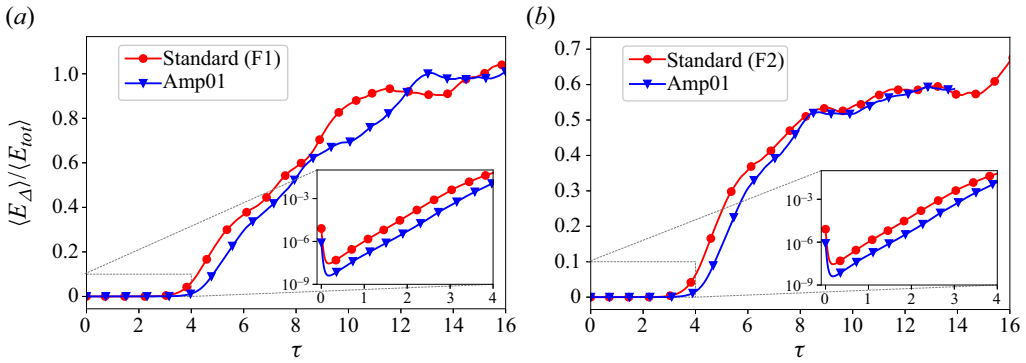 (a)
⟨E_Δ⟩/⟨E_tot⟩
1.0
0.8
0.6
0.4
0.2
0
Standard (F1)
Amp01
10⁻³
10⁻⁶
10⁻⁹
0 1 2 3 4
0 2 4 6 8 10 12 14 16
τ
(b)
0.7
0.6
0.5
0.4
0.3
0.2
0.1
0
Standard (F2)
Amp01
10⁻³
10⁻⁶
10⁻⁹
0 1 2 3 4
0 2 4 6 8 10 12 14 16
τ